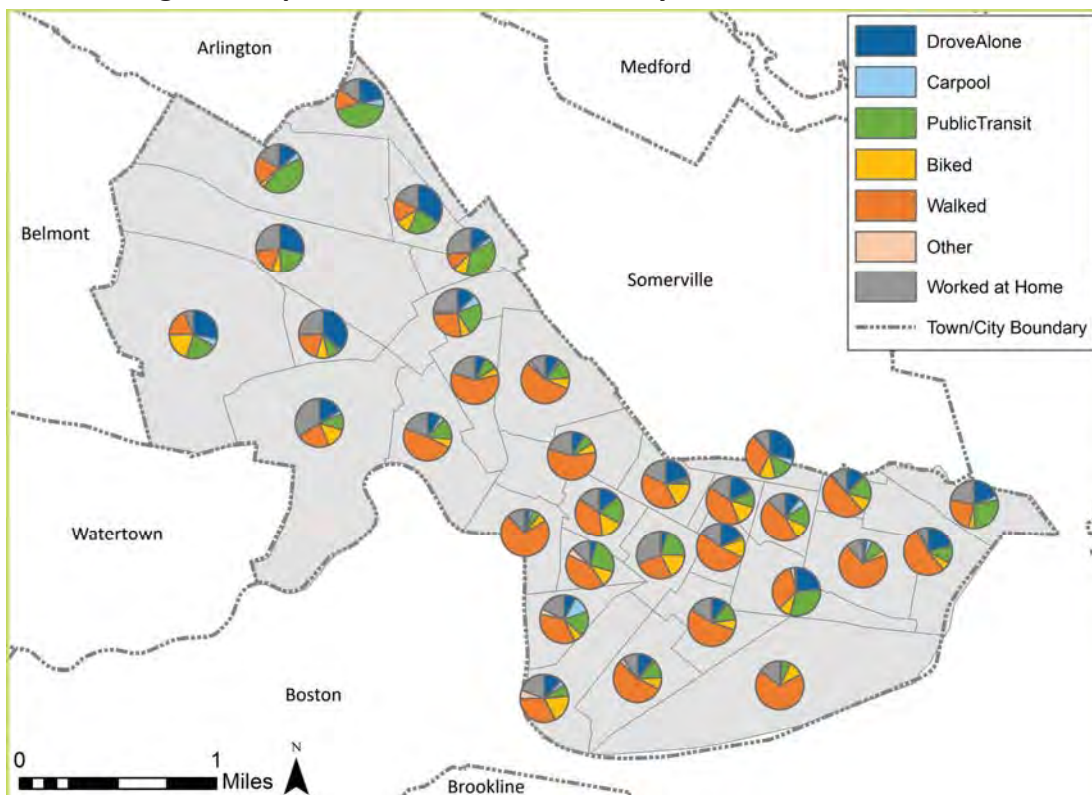 Arlington
Medford
Belmont
Somerville
Watertown
Boston
Brookline
DroveAlone
Carpool
PublicTransit
Biked
Walked
Other
Worked at Home
Town/City Boundary
0 1
Miles
N